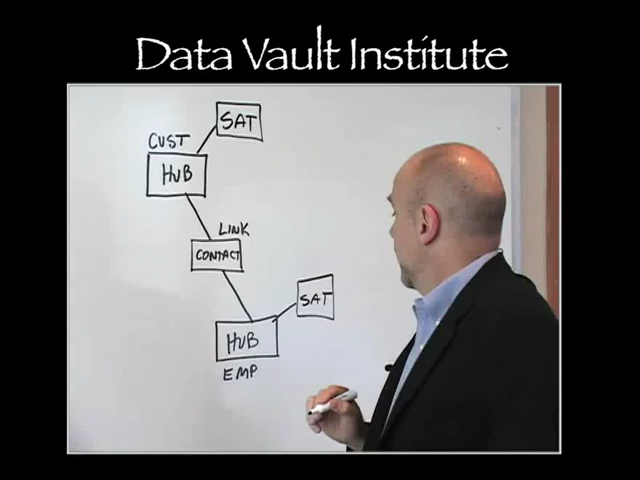 Data Vault Institute
SAT
CUST
HUB
LINK
CONTACT
SAT
HUB
EMP